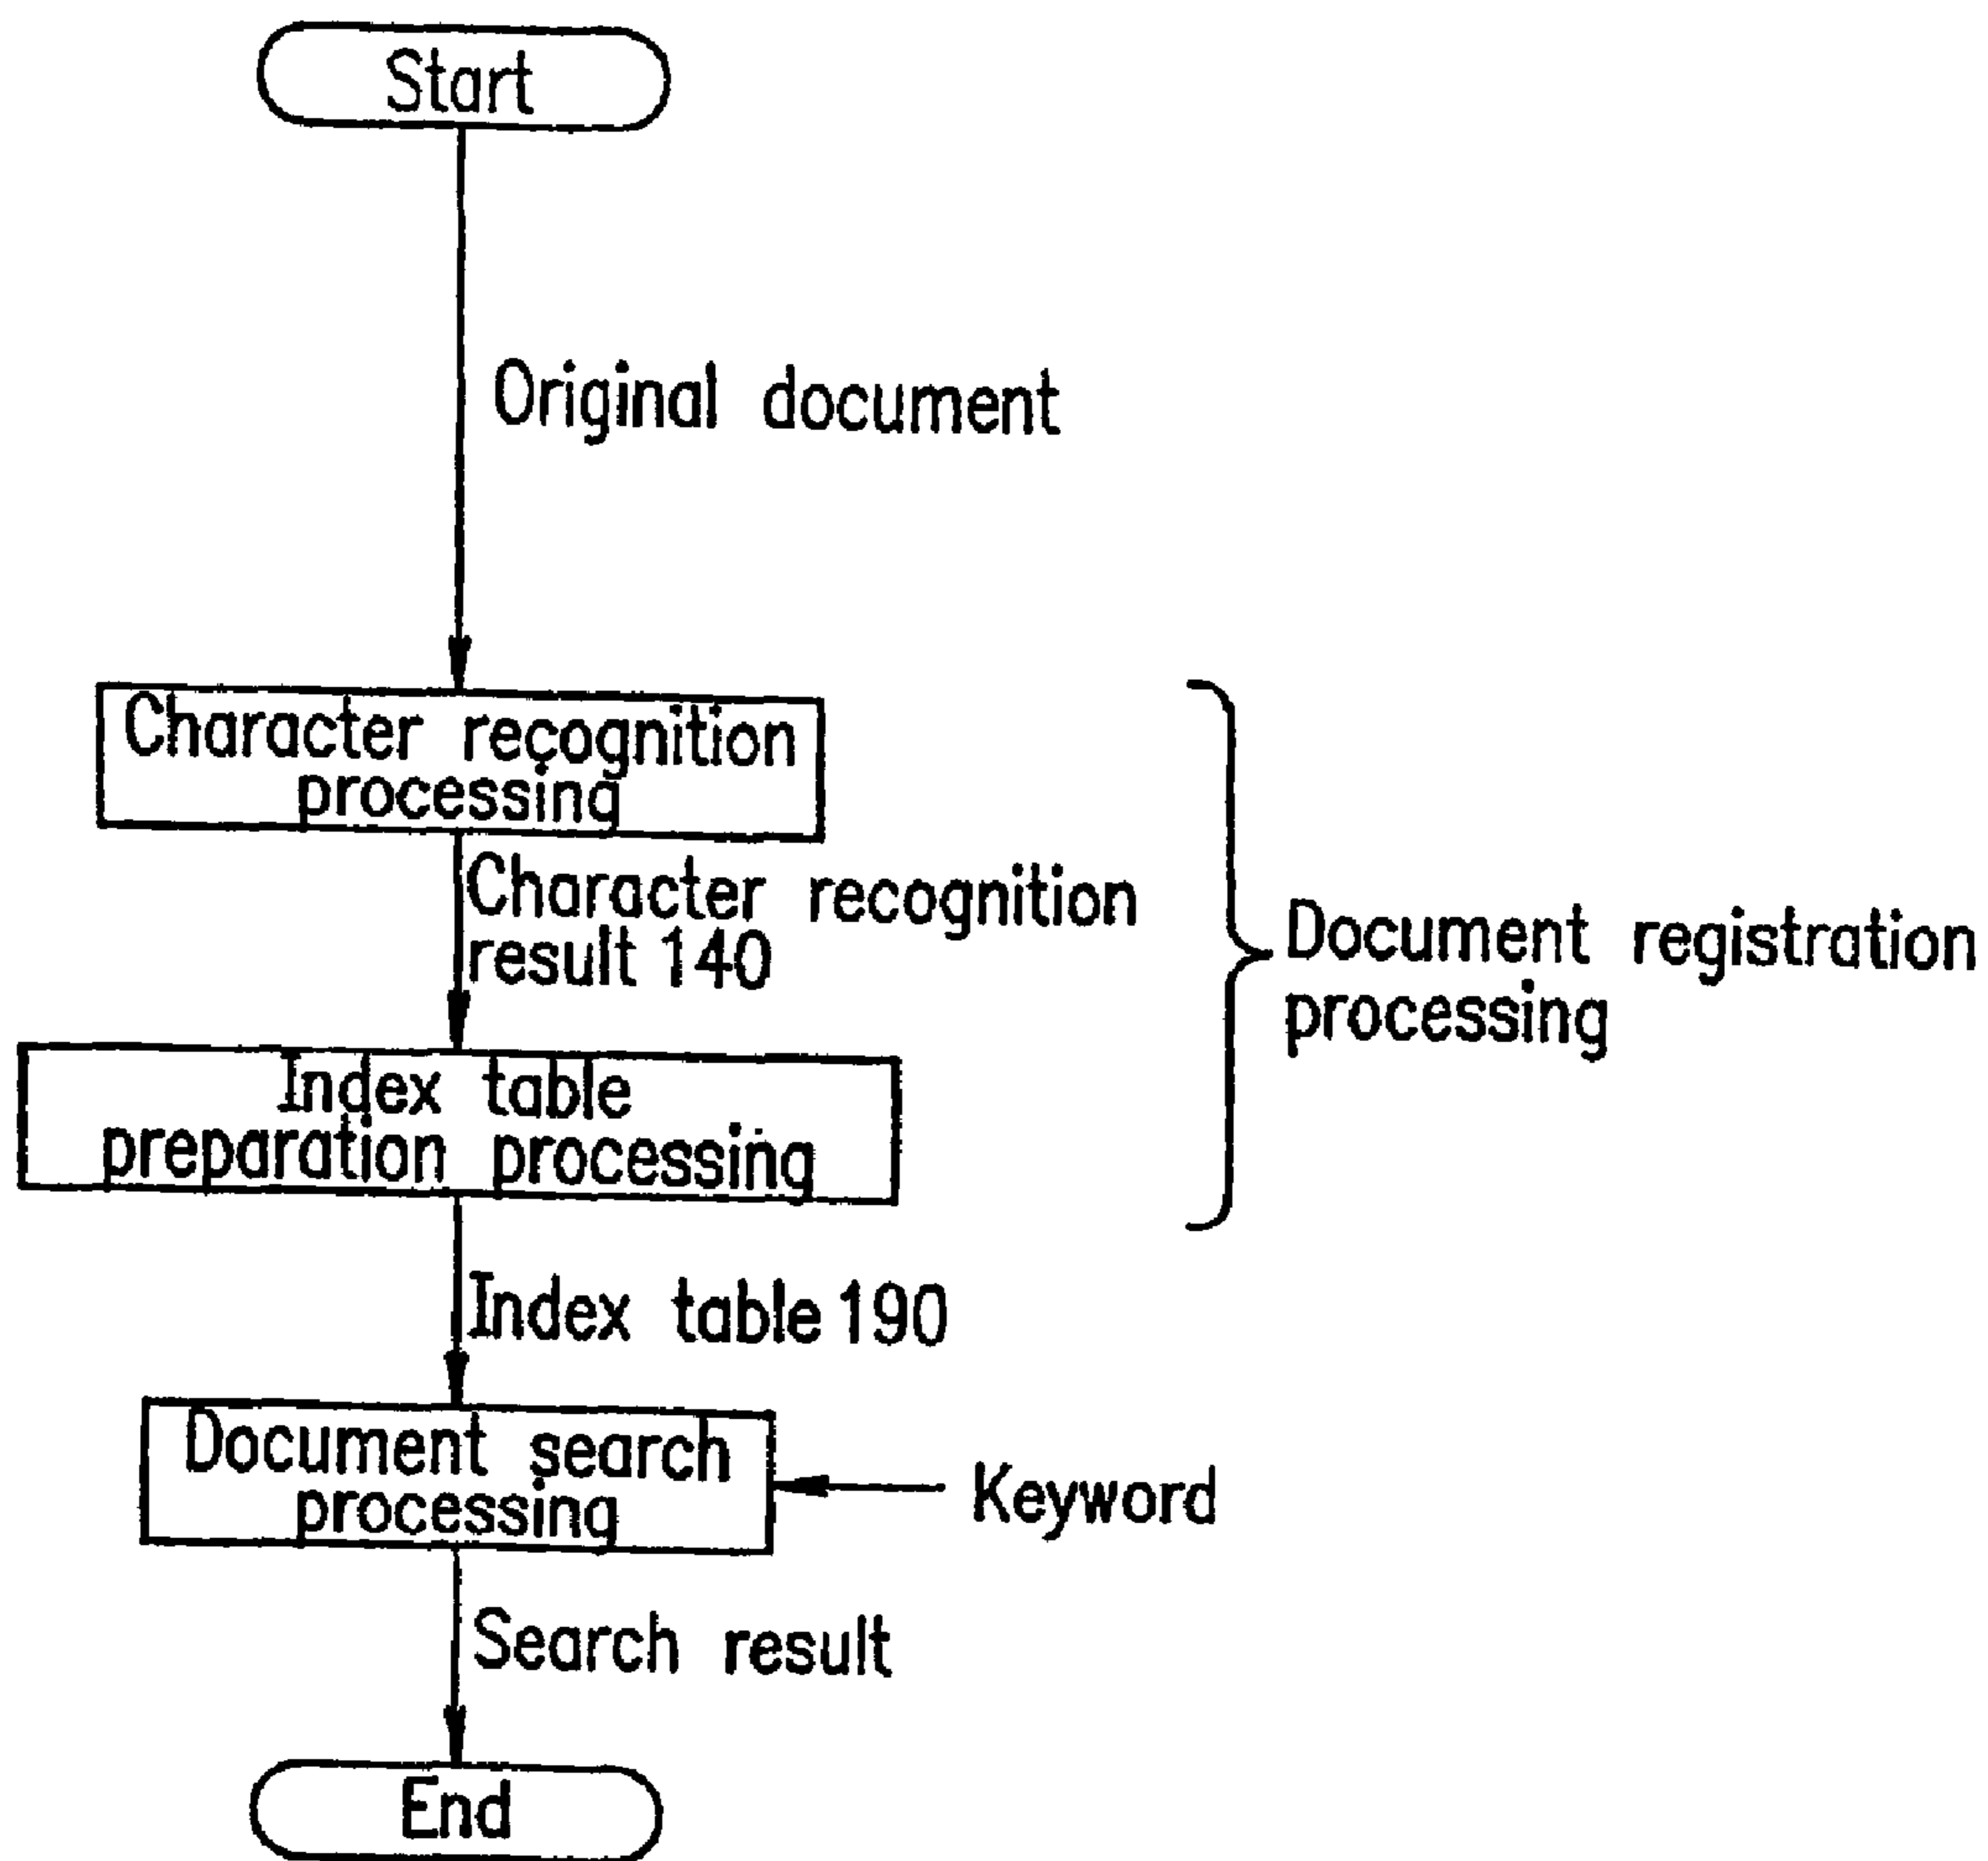 Start
Original document
Character recognition
processing
Character recognition
result 140
Document registration
processing
Index table
preparation processing
Index table 190
Document search
processing
Keyword
Search result
End